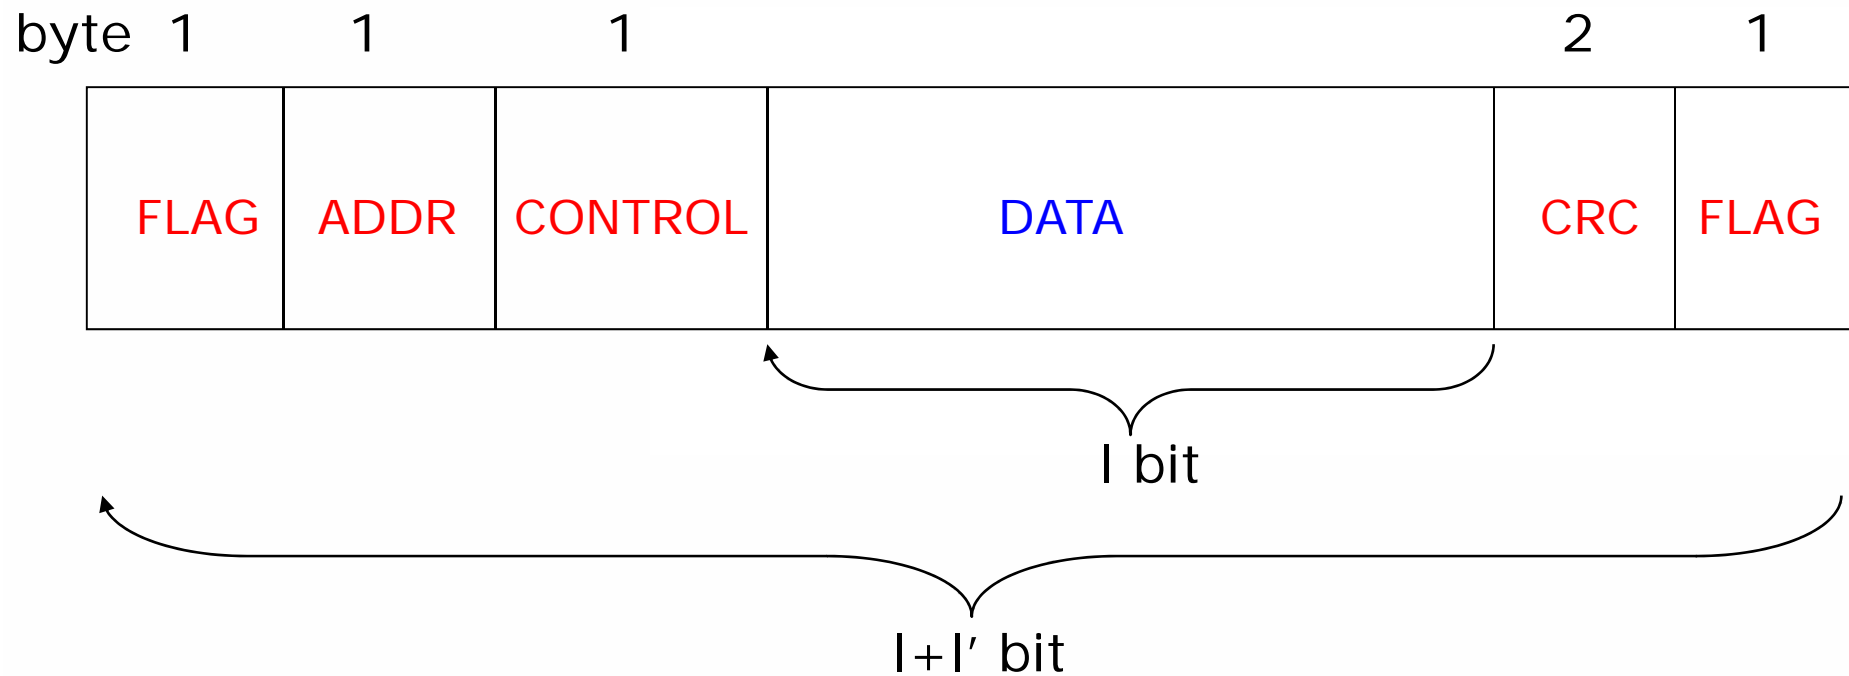 byte 1 1 1 2 1
FLAG ADDR CONTROL DATA CRC FLAG
l bit
l+l' bit